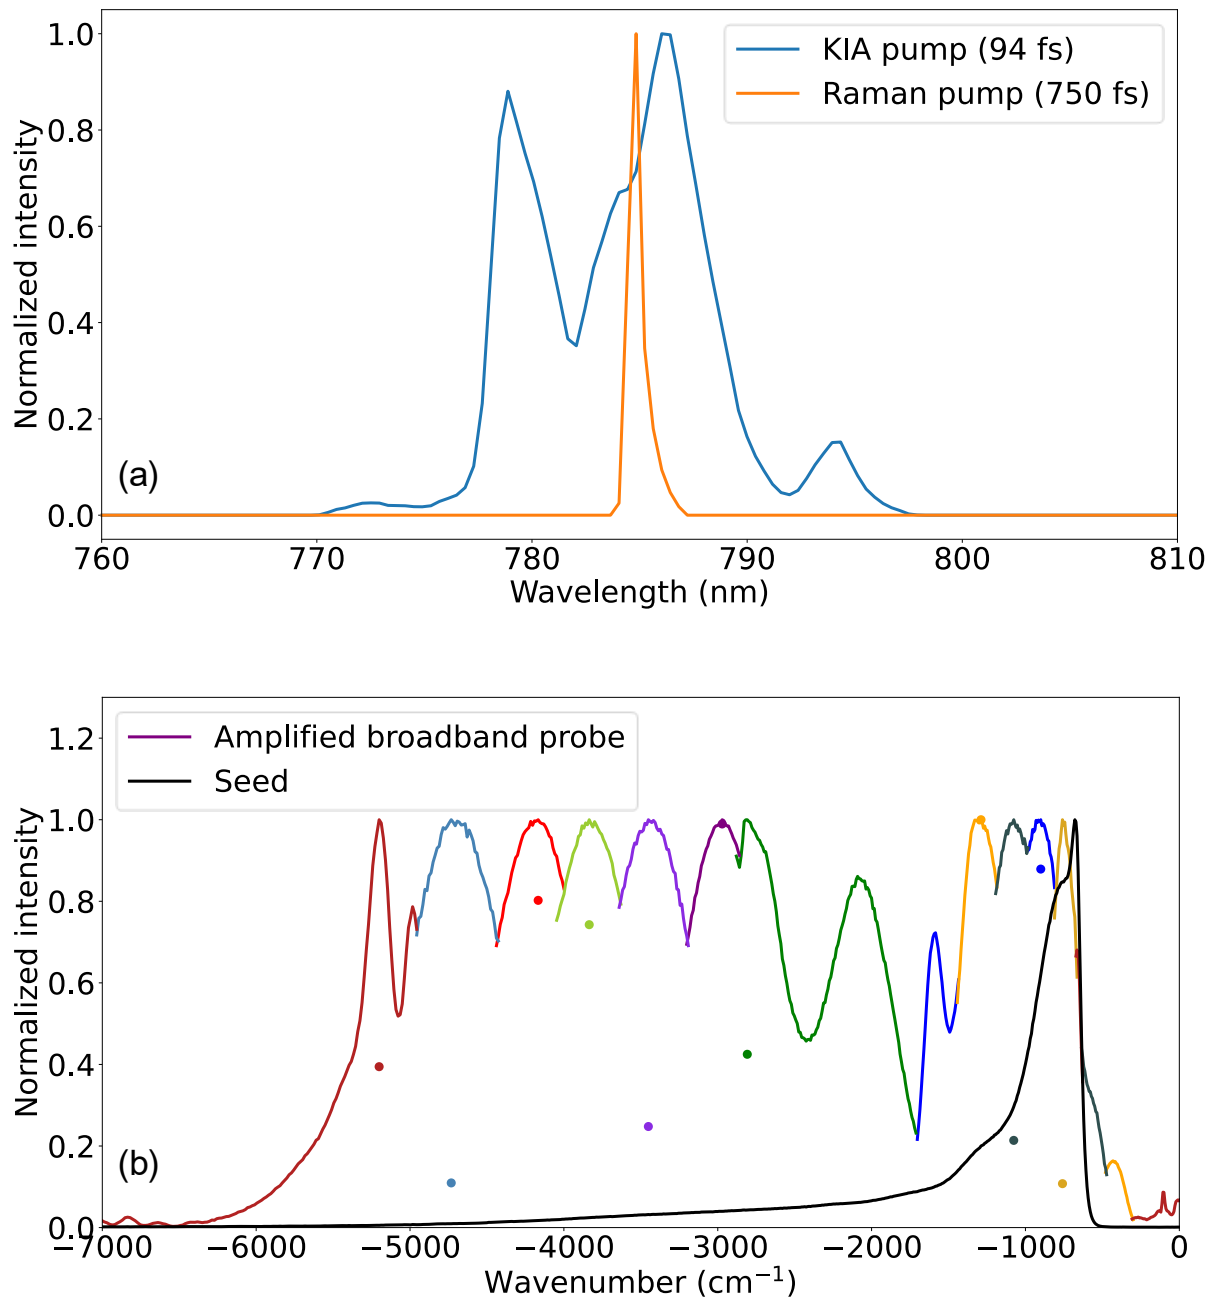 1.0
0.8
0.6
0.4
0.2
0.0
Normalized intensity
KIA pump (94 fs)
Raman pump (750 fs)
(a)
760 770 780 790 800 810
Wavelength (nm)
1.2
1.0
0.8
0.6
0.4
0.2
0.0
Normalized intensity
Amplified broadband probe
Seed
(b)
−7000 −6000 −5000 −4000 −3000 −2000 −1000 0
Wavenumber (cm⁻¹)